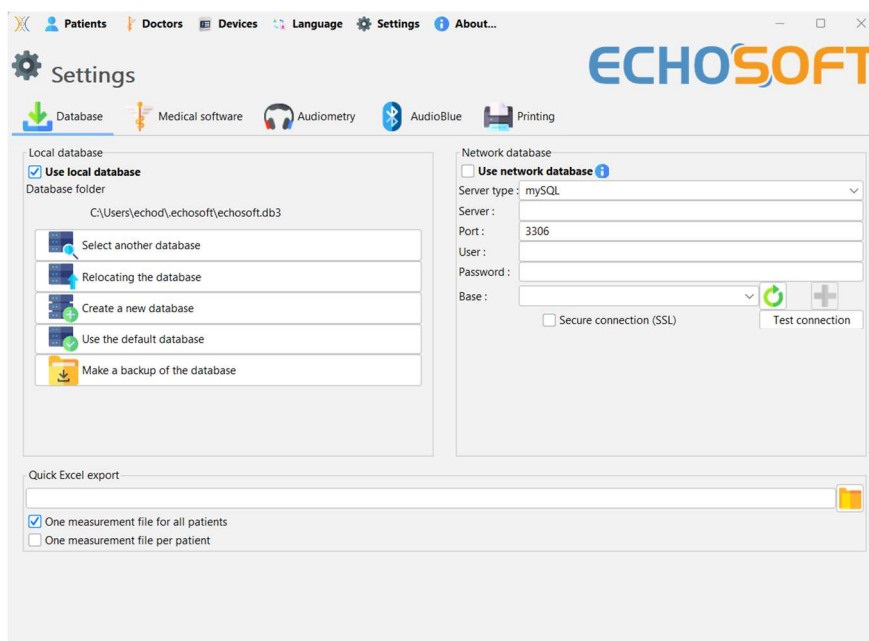 Patients Doctors Devices Language Settings About...
Settings
ECHOSOFT
Database Medical software Audiometry AudioBlue Printing
Local database
Use local database
Database folder
C:\Users\echod\.echosoft\echosoft.db3
Select another database
Relocating the database
Create a new database
Use the default database
Make a backup of the database
Network database
Use network database
Server type : mySQL
Server :
Port : 3306
User :
Password :
Base :
Secure connection (SSL) Test connection
Quick Excel export
One measurement file for all patients
One measurement file per patient